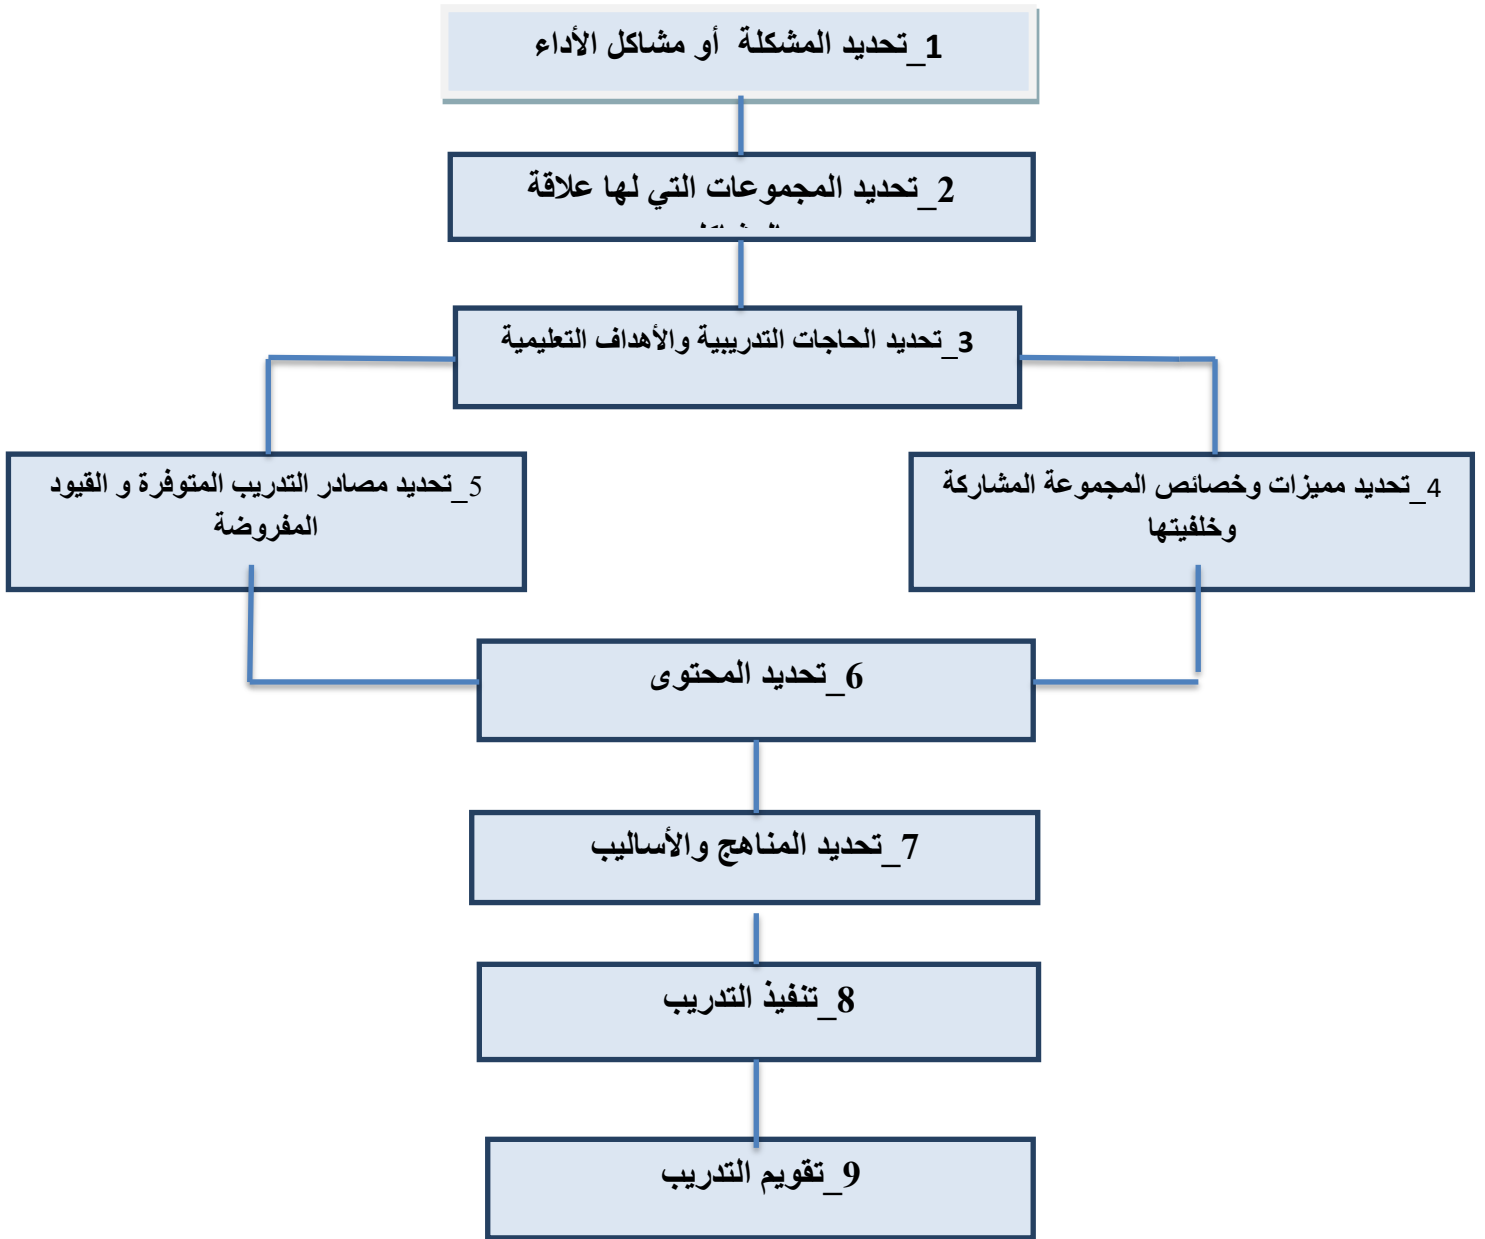 1_تحديد المشكلة أو مشاكل الأداء
2_تحديد المجموعات التي لها علاقة
3_تحديد الحاجات التدريبية والأهداف التعليمية
4_تحديد مميزات وخصائص المجموعة المشاركة
وخلفيتها
5_تحديد مصادر التدريب المتوفرة و القيود
المفروضة
6_تحديد المحتوى
7_تحديد المناهج والأساليب
8_تنفيذ التدريب
9_تقويم التدريب